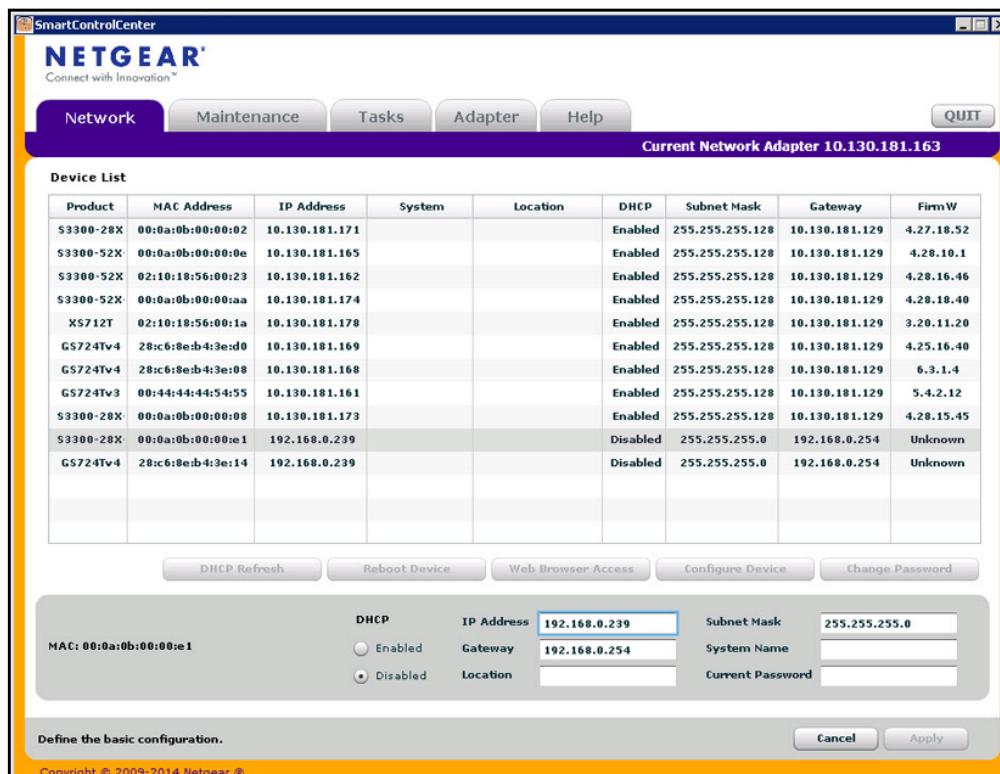 SmartControlCenter
NETGEAR®
Connect with Innovation™
Network Maintenance Tasks Adapter Help QUIT
Current Network Adapter 10.130.181.163
Device List
Product MAC Address IP Address System Location DHCP Subnet Mask Gateway FirmW
S3300-28X 00:0a:0b:00:00:02 10.130.181.171 Enabled 255.255.255.128 10.130.181.129 4.27.18.52
S3300-52X 00:0a:0b:00:00:0e 10.130.181.165 Enabled 255.255.255.128 10.130.181.129 4.28.10.1
S3300-52X 02:10:18:56:00:23 10.130.181.162 Enabled 255.255.255.128 10.130.181.129 4.28.16.46
S3300-52X 00:0a:0b:00:00:aa 10.130.181.174 Enabled 255.255.255.128 10.130.181.129 4.28.18.40
XS712T 02:10:18:56:00:1a 10.130.181.178 Enabled 255.255.255.128 10.130.181.129 3.20.11.20
GS724Tv4 28:c6:8e:b4:3e:d0 10.130.181.169 Enabled 255.255.255.128 10.130.181.129 4.25.16.40
GS724Tv4 28:c6:8e:b4:3e:08 10.130.181.168 Enabled 255.255.255.128 10.130.181.129 6.3.1.4
GS724Tv3 00:44:44:44:54:55 10.130.181.161 Enabled 255.255.255.128 10.130.181.129 5.4.2.12
S3300-28X 00:0a:0b:00:00:08 10.130.181.173 Enabled 255.255.255.128 10.130.181.129 4.28.15.45
S3300-28X 00:0a:0b:00:00:e1 192.168.0.239 Disabled 255.255.255.0 192.168.0.254 Unknown
GS724Tv4 28:c6:8e:b4:3e:14 192.168.0.239 Disabled 255.255.255.0 192.168.0.254 Unknown
DHCP Refresh Reboot Device Web Browser Access Configure Device Change Password
DHCP IP Address 192.168.0.239 Subnet Mask 255.255.255.0
MAC: 00:0a:0b:00:00:e1 Enabled Gateway 192.168.0.254 System Name
Disabled Location Current Password
Define the basic configuration. Cancel Apply
Copyright © 2009-2014 Netgear ®